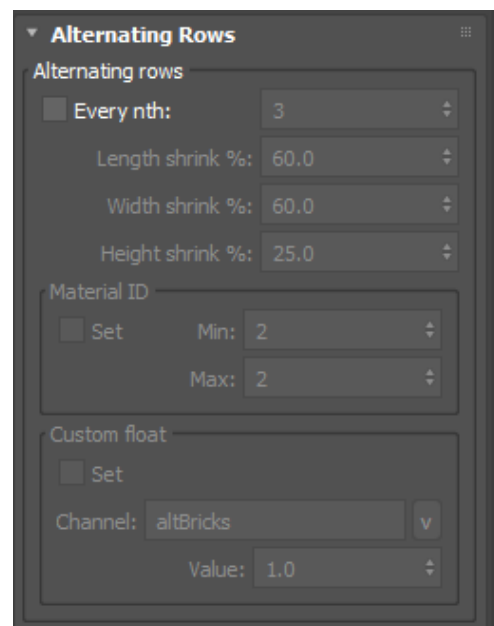 Alternating Rows
Alternating rows
Every nth: 3
Length shrink %: 60.0
Width shrink %: 60.0
Height shrink %: 25.0
Material ID
Set Min: 2
Max: 2
Custom float
Set
Channel: altBricks v
Value: 1.0